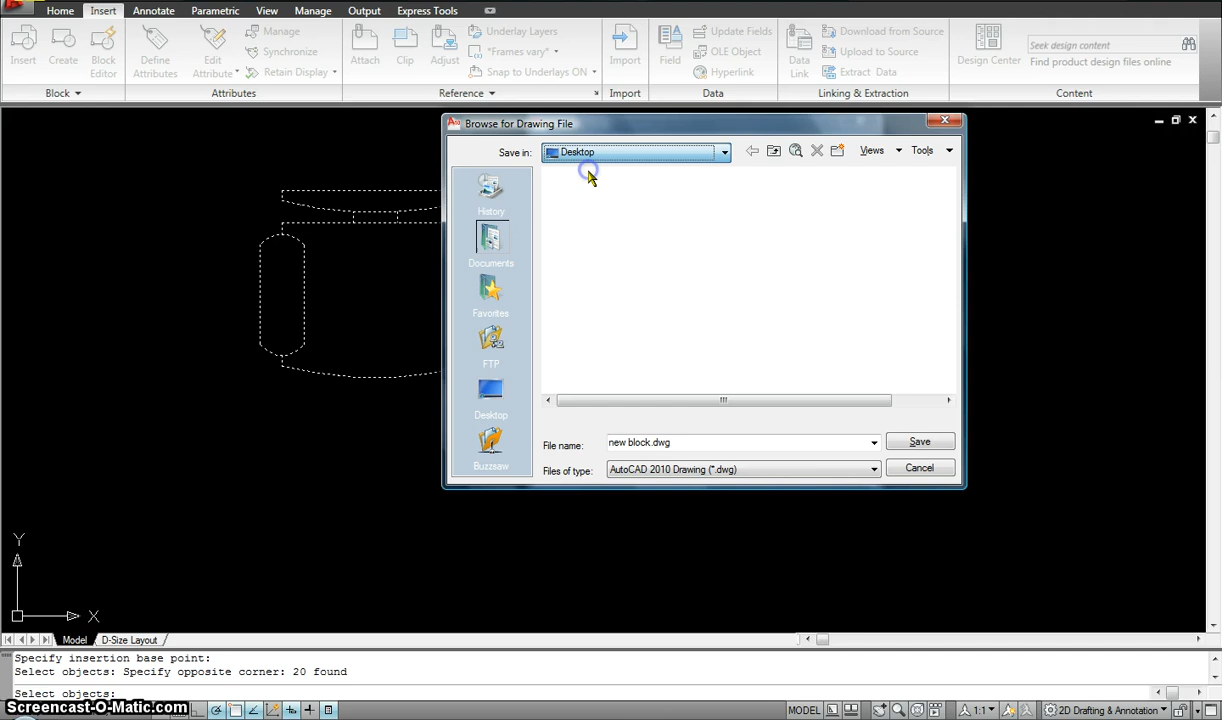 Home Insert Annotate Parametric View Manage Output Express Tools
Insert
Create
Block Editor
Define Attributes
Edit Attribute
Manage
Synchronize
Retain Display
Attach
Clip
Adjust
Underlay Layers
*Frames vary*
Snap to Underlays ON
Import
Field
Update Fields
OLE Object
Hyperlink
Data Link
Download from Source
Upload to Source
Extract Data
Design Center
Seek design content
Find product design files online
Block Attributes Reference Import Data Linking & Extraction Content
Browse for Drawing File
Save in: Desktop Views Tools
History
Documents
Favorites
FTP
Desktop
Buzzsaw
File name: new block.dwg Save
Files of type: AutoCAD 2010 Drawing (*.dwg) Cancel
Y
X
Model D-Size Layout
Specify insertion base point:
Select objects: Specify opposite corner: 20 found
Select objects:
Screencast-O-Matic.com
MODEL 1:1 2D Drafting & Annotation